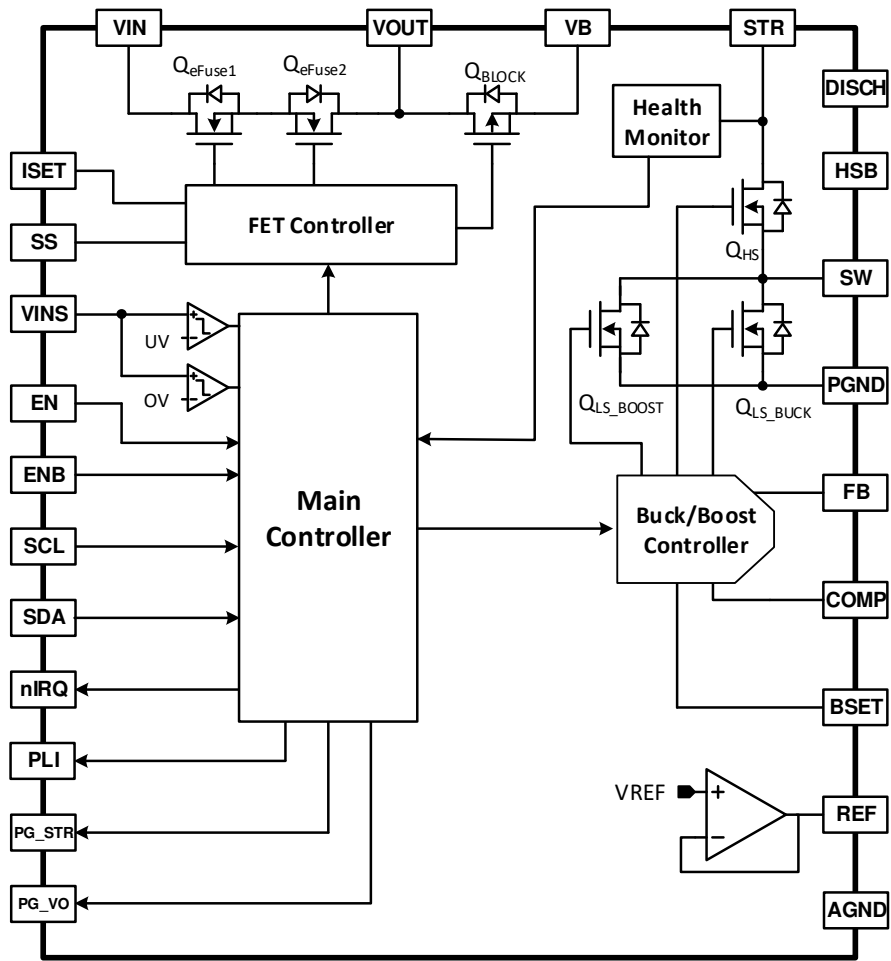 VIN
VOUT
VB
STR
DISCH
HSB
SW
PGND
FB
COMP
BSET
REF
AGND
ISET
SS
VINS
EN
ENB
SCL
SDA
nIRQ
PLI
PG_STR
PG_VO
QeFuse1
QeFuse2
QBLOCK
FET Controller
Health
Monitor
UV
OV
Main
Controller
QHS
QLS_BOOST
QLS_BUCK
Buck/Boost
Controller
VREF